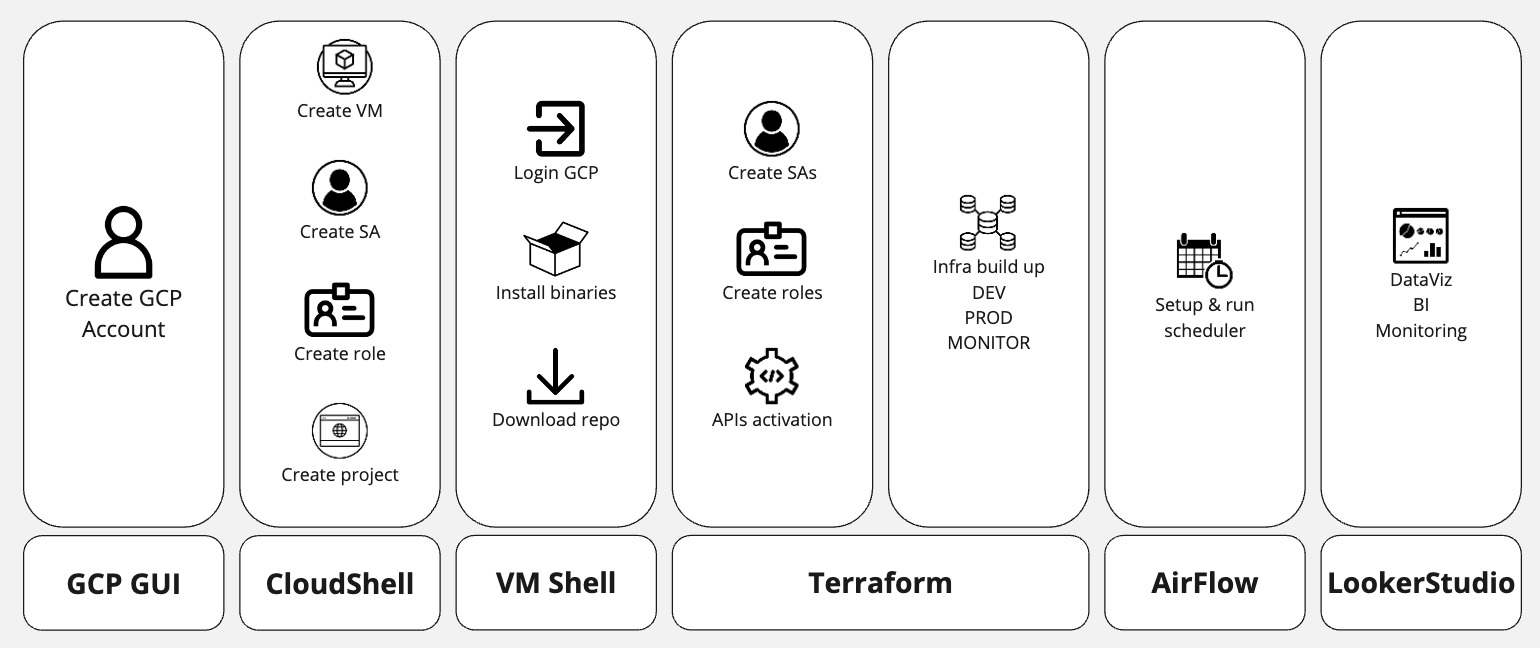 Create GCP
Account
Create VM
Create SA
Create role
Create project
Login GCP
Install binaries
Download repo
Create SAs
Create roles
APIs activation
Infra build up
DEV
PROD
MONITOR
Setup & run
scheduler
DataViz
BI
Monitoring
GCP GUI
CloudShell
VM Shell
Terraform
AirFlow
LookerStudio